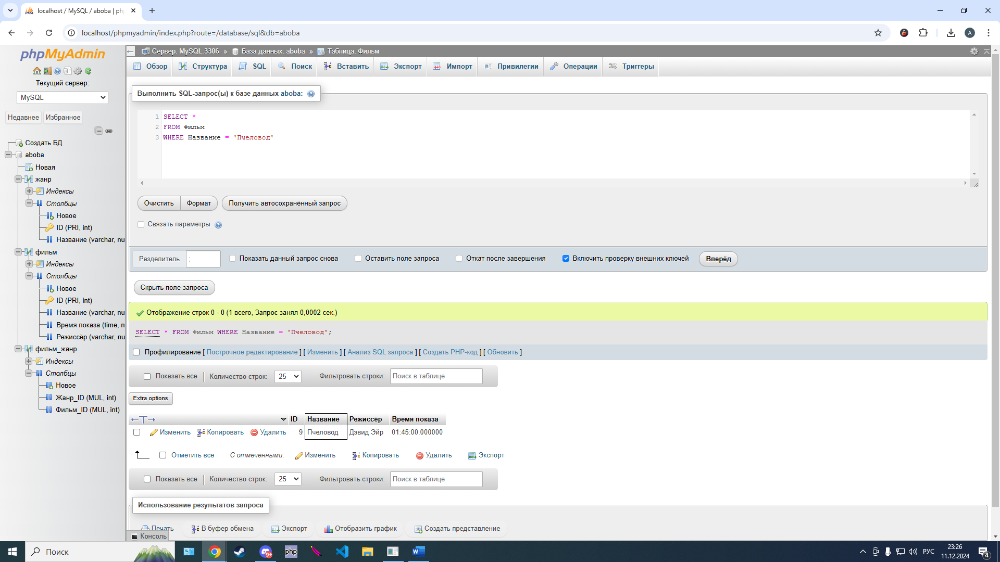 localhost / MySQL / aboba | ph
localhost/phpmyadmin/index.php?route=/database/sql&db=aboba
A
phpMyAdmin
Текущий сервер:
MySQL
Недавнее Избранное
Создать БД
aboba
Новая
жанр
Индексы
Столбцы
Новое
ID (PRI, int)
Название (varchar, nu
фильм
Индексы
Столбцы
Новое
ID (PRI, int)
Название (varchar, nu
Время показа (time, n
Режиссёр (varchar, nu
фильм_жанр
Индексы
Столбцы
Новое
Жанр_ID (MUL, int)
Фильм_ID (MUL, int)
Сервер: MySQL:3306 » База данных: aboba » Таблица: Фильм
Обзор Структура SQL Поиск Вставить Экспорт Импорт Привилегии Операции Триггеры
Выполнить SQL-запрос(ы) к базе данных aboba:
1 SELECT *
2 FROM Фильм
3 WHERE Название = 'Пчеловод'
Очистить Формат Получить автосохранённый запрос
Связать параметры
Разделитель ; Показать данный запрос снова Оставить поле запроса Откат после завершения Включить проверку внешних ключей Вперёд
Скрыть поле запроса
Отображение строк 0 - 0 (1 всего, Запрос занял 0,0002 сек.)
SELECT * FROM Фильм WHERE Название = 'Пчеловод';
Профилирование [ Построчное редактирование ] [ Изменить ] [ Анализ SQL запроса ] [ Создать PHP-код ] [ Обновить ]
Показать все Количество строк: 25 Фильтровать строки: Поиск в таблице
Extra options
ID Название Режиссёр Время показа
Изменить Копировать Удалить 9 Пчеловод Дэвид Эйр 01:45:00.000000
Отметить все С отмеченными: Изменить Копировать Удалить Экспорт
Показать все Количество строк: 25 Фильтровать строки: Поиск в таблице
Использование результатов запроса
Печать В буфер обмена Экспорт Отобразить график Создать представление
Консоль
Поиск
9+
php
РУС
23:26
11.12.2024
4